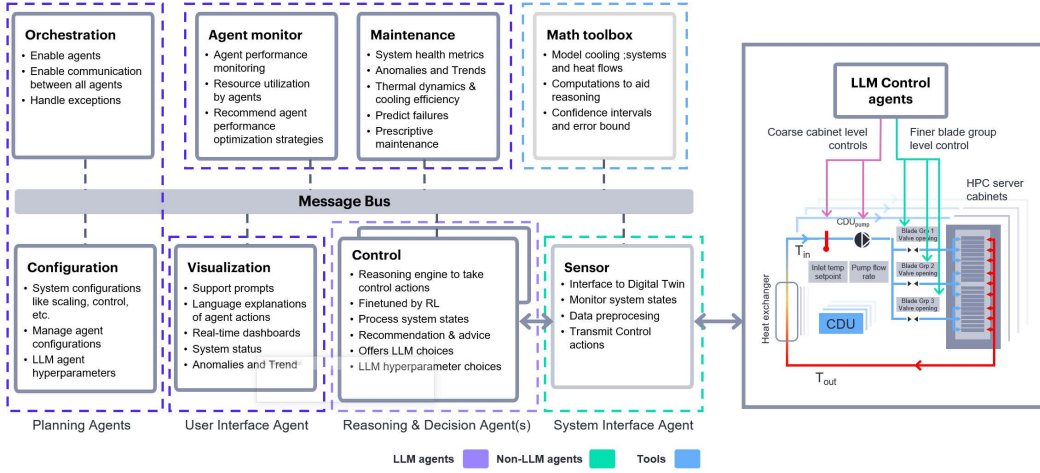 Orchestration
• Enable agents
• Enable communication
between all agents
• Handle exceptions
Agent monitor
• Agent performance
monitoring
• Resource utilization
by agents
• Recommend agent
performance
optimization strategies
Maintenance
• System health metrics
• Anomalies and Trends
• Thermal dynamics &
cooling efficiency
• Predict failures
• Prescriptive
maintenance
Math toolbox
• Model cooling ;systems
and heat flows
• Computations to aid
reasoning
• Confidence intervals
and error bound
Message Bus
Configuration
• System configurations
like scaling, control,
etc.
• Manage agent
configurations
• LLM agent
hyperparameters
Visualization
• Support prompts
• Language explanations
of agent actions
• Real-time dashboards
• System status
• Anomalies and Trend
Control
• Reasoning engine to take
control actions
• Finetuned by RL
• Process system states
• Recommendation & advice
• Offers LLM choices
• LLM hyperparameter choices
Sensor
• Interface to Digital Twin
• Monitor system states
• Data preprocesing
• Transmit Control
actions
Planning Agents
User Interface Agent
Reasoning & Decision Agent(s)
System Interface Agent
LLM agents
Non-LLM agents
Tools
LLM Control
agents
Coarse cabinet level
controls
Finer blade group
level control
HPC server
cabinets
CDUpump
Tin
Inlet temp
setpoint
Pump flow
rate
Blade Grp 1
Valve opening
Blade Grp 2
Valve opening
Blade Grp 3
Valve opening
Heat exchanger
CDU
Tout